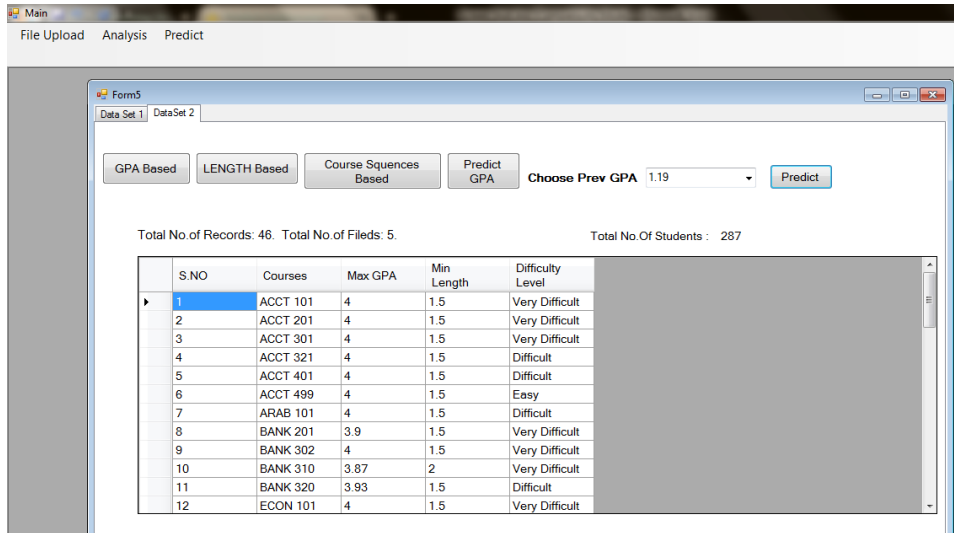 Main
File Upload Analysis Predict
Form5
Data Set 1 DataSet 2
GPA Based LENGTH Based Course Squences Based Predict GPA Choose Prev GPA 1.19 Predict
Total No.of Records: 46. Total No.of Fileds: 5. Total No.Of Students : 287
S.NO Courses Max GPA Min Length Difficulty Level
1 ACCT 101 4 1.5 Very Difficult
2 ACCT 201 4 1.5 Very Difficult
3 ACCT 301 4 1.5 Very Difficult
4 ACCT 321 4 1.5 Difficult
5 ACCT 401 4 1.5 Difficult
6 ACCT 499 4 1.5 Easy
7 ARAB 101 4 1.5 Difficult
8 BANK 201 3.9 1.5 Very Difficult
9 BANK 302 4 1.5 Very Difficult
10 BANK 310 3.87 2 Very Difficult
11 BANK 320 3.93 1.5 Difficult
12 ECON 101 4 1.5 Very Difficult